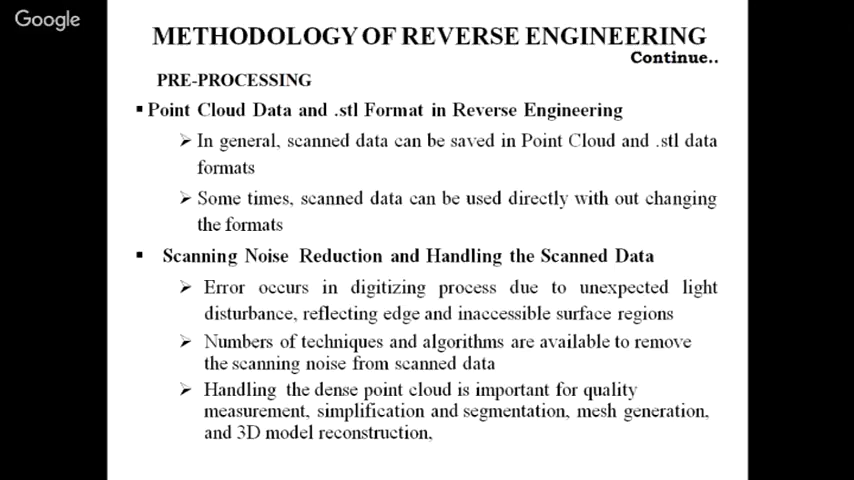 Google
METHODOLOGY OF REVERSE ENGINEERING
Continue..
PRE-PROCESSING
▪ Point Cloud Data and .stl Format in Reverse Engineering
➢ In general, scanned data can be saved in Point Cloud and .stl data
formats
➢ Some times, scanned data can be used directly with out changing
the formats
▪ Scanning Noise Reduction and Handling the Scanned Data
➢ Error occurs in digitizing process due to unexpected light
disturbance, reflecting edge and inaccessible surface regions
➢ Numbers of techniques and algorithms are available to remove
the scanning noise from scanned data
➢ Handling the dense point cloud is important for quality
measurement, simplification and segmentation, mesh generation,
and 3D model reconstruction,